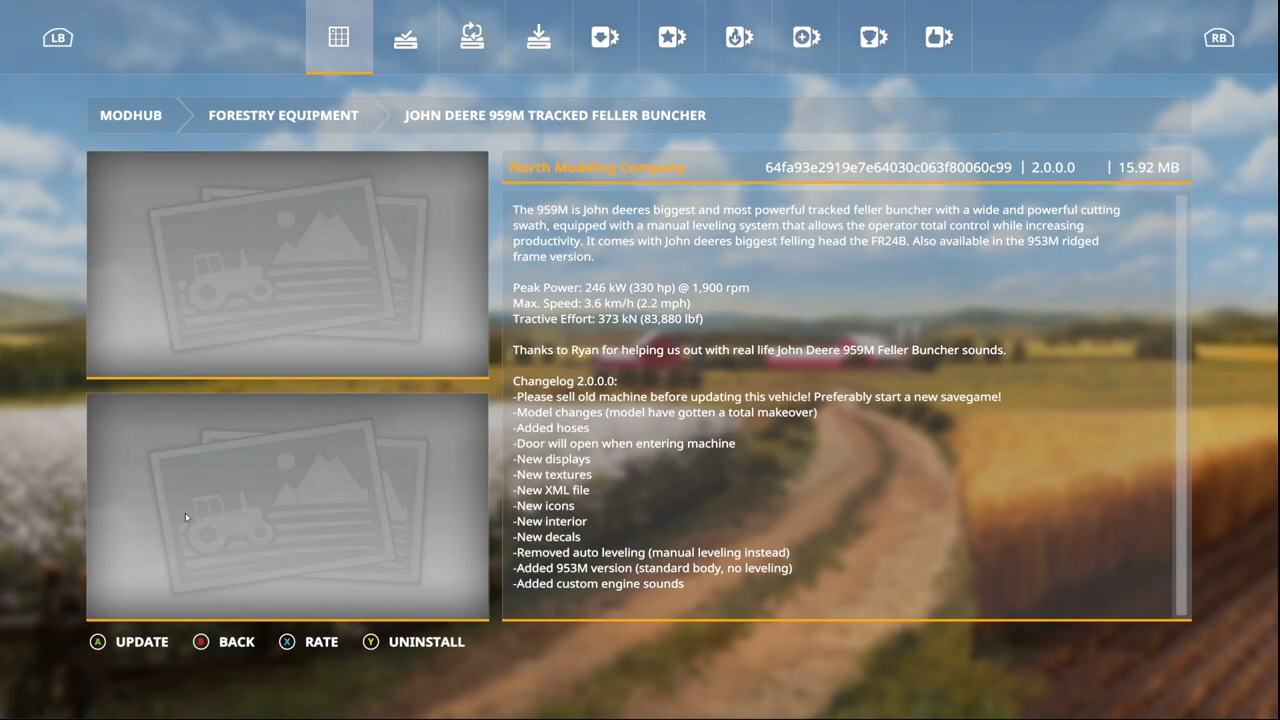 LB
RB
MODHUB
FORESTRY EQUIPMENT
JOHN DEERE 959M TRACKED FELLER BUNCHER
North Modding Company 64fa93e2919e7e64030c063f80060c99 | 2.0.0.0 | 15.92 MB
The 959M is John deeres biggest and most powerful tracked feller buncher with a wide and powerful cutting
swath, equipped with a manual leveling system that allows the operator total control while increasing
productivity. It comes with John deeres biggest felling head the FR24B. Also available in the 953M ridged
frame version.
Peak Power: 246 kW (330 hp) @ 1,900 rpm
Max. Speed: 3.6 km/h (2.2 mph)
Tractive Effort: 373 kN (83,880 lbf)
Thanks to Ryan for helping us out with real life John Deere 959M Feller Buncher sounds.
Changelog 2.0.0.0:
-Please sell old machine before updating this vehicle! Preferably start a new savegame!
-Model changes (model have gotten a total makeover)
-Added hoses
-Door will open when entering machine
-New displays
-New textures
-New XML file
-New icons
-New interior
-New decals
-Removed auto leveling (manual leveling instead)
-Added 953M version (standard body, no leveling)
-Added custom engine sounds
A UPDATE
B BACK
X RATE
Y UNINSTALL